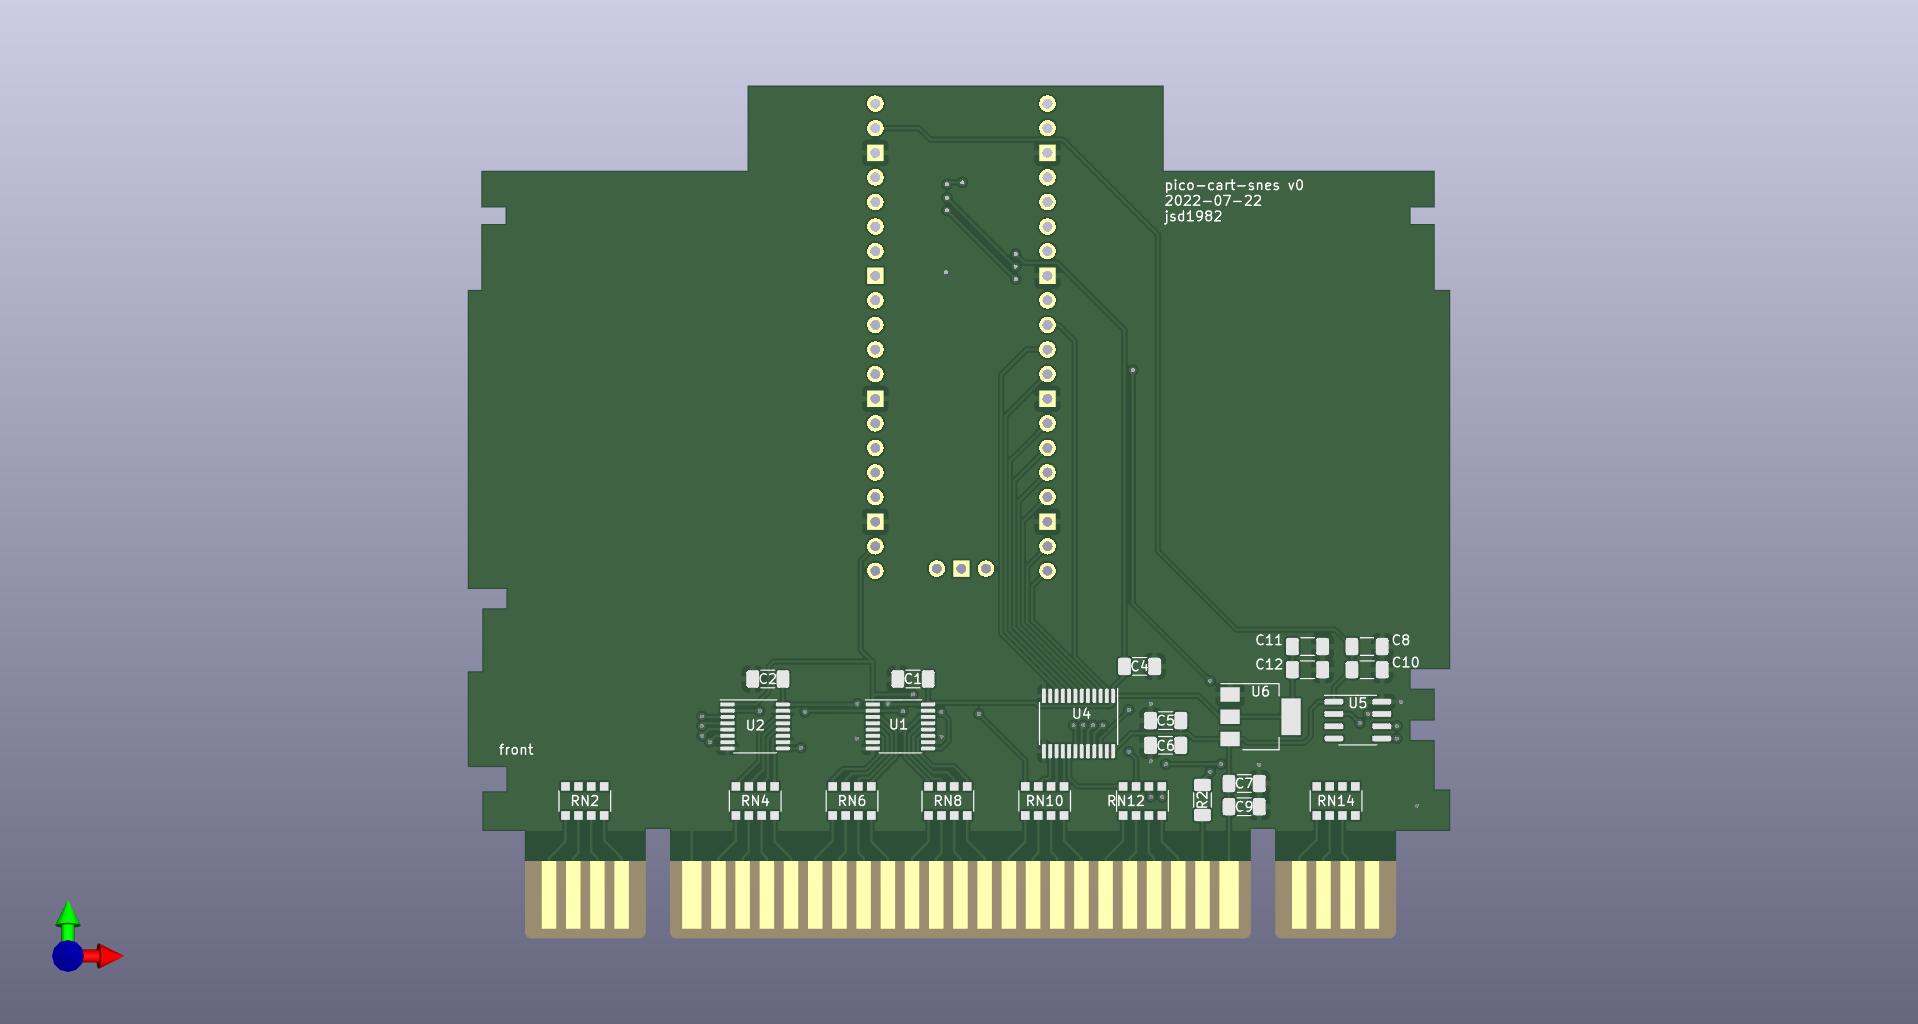 pico-cart-snes v0
2022-07-22
jsd1982
C11
C8
C12
C10
C2
C1
C4
U6
U5
U2
U1
U4
C5
C6
front
C7
RN2
RN4
RN6
RN8
RN10
RN12
R2
C9
RN14